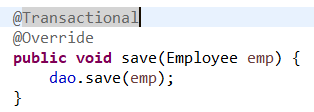 @Transactional
@Override
public void save(Employee emp) {
dao.save(emp);
}